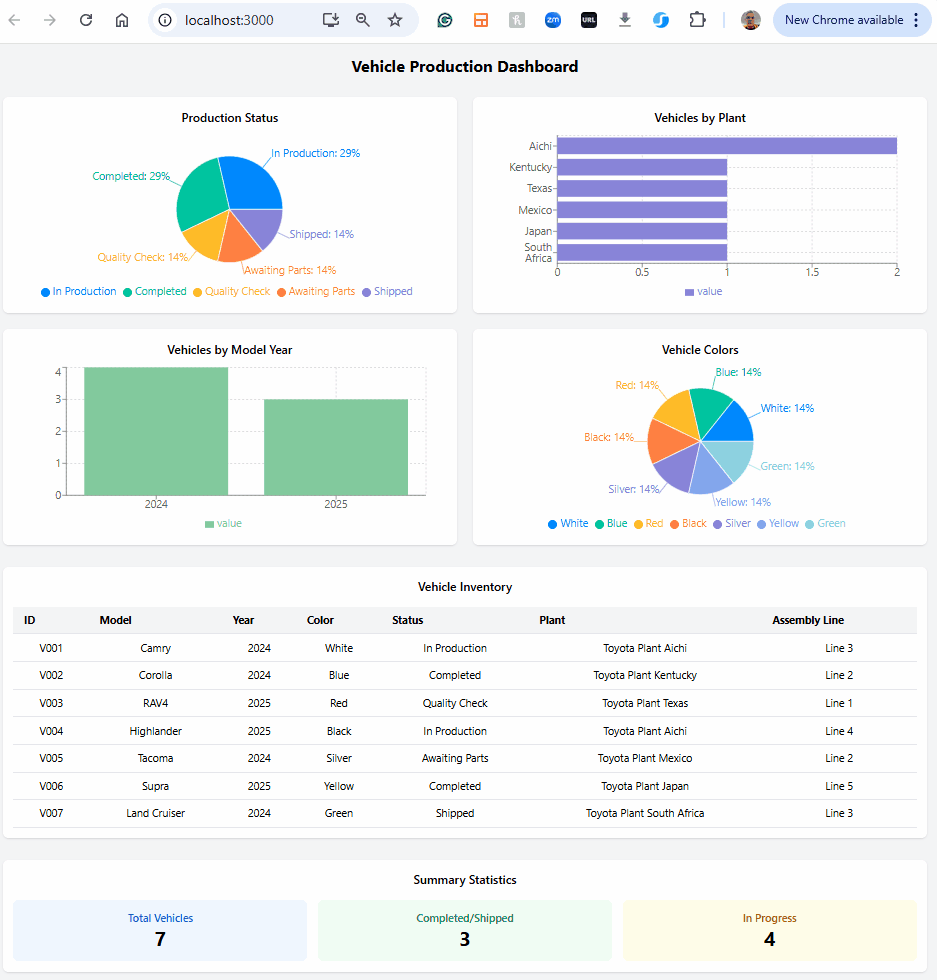 localhost:3000
zm
URL
New Chrome available
Vehicle Production Dashboard
Production Status
In Production: 29%
Completed: 29%
Shipped: 14%
Quality Check: 14%
Awaiting Parts: 14%
In Production Completed Quality Check Awaiting Parts Shipped
Vehicles by Plant
Aichi
Kentucky
Texas
Mexico
Japan
South
Africa
0 0.5 1 1.5 2
value
Vehicles by Model Year
4
3
2
1
0
2024 2025
value
Vehicle Colors
Blue: 14%
Red: 14%
White: 14%
Black: 14%
Green: 14%
Silver: 14%
Yellow: 14%
White Blue Red Black Silver Yellow Green
Vehicle Inventory
ID Model Year Color Status Plant Assembly Line
V001 Camry 2024 White In Production Toyota Plant Aichi Line 3
V002 Corolla 2024 Blue Completed Toyota Plant Kentucky Line 2
V003 RAV4 2025 Red Quality Check Toyota Plant Texas Line 1
V004 Highlander 2025 Black In Production Toyota Plant Aichi Line 4
V005 Tacoma 2024 Silver Awaiting Parts Toyota Plant Mexico Line 2
V006 Supra 2025 Yellow Completed Toyota Plant Japan Line 5
V007 Land Cruiser 2024 Green Shipped Toyota Plant South Africa Line 3
Summary Statistics
Total Vehicles
7
Completed/Shipped
3
In Progress
4